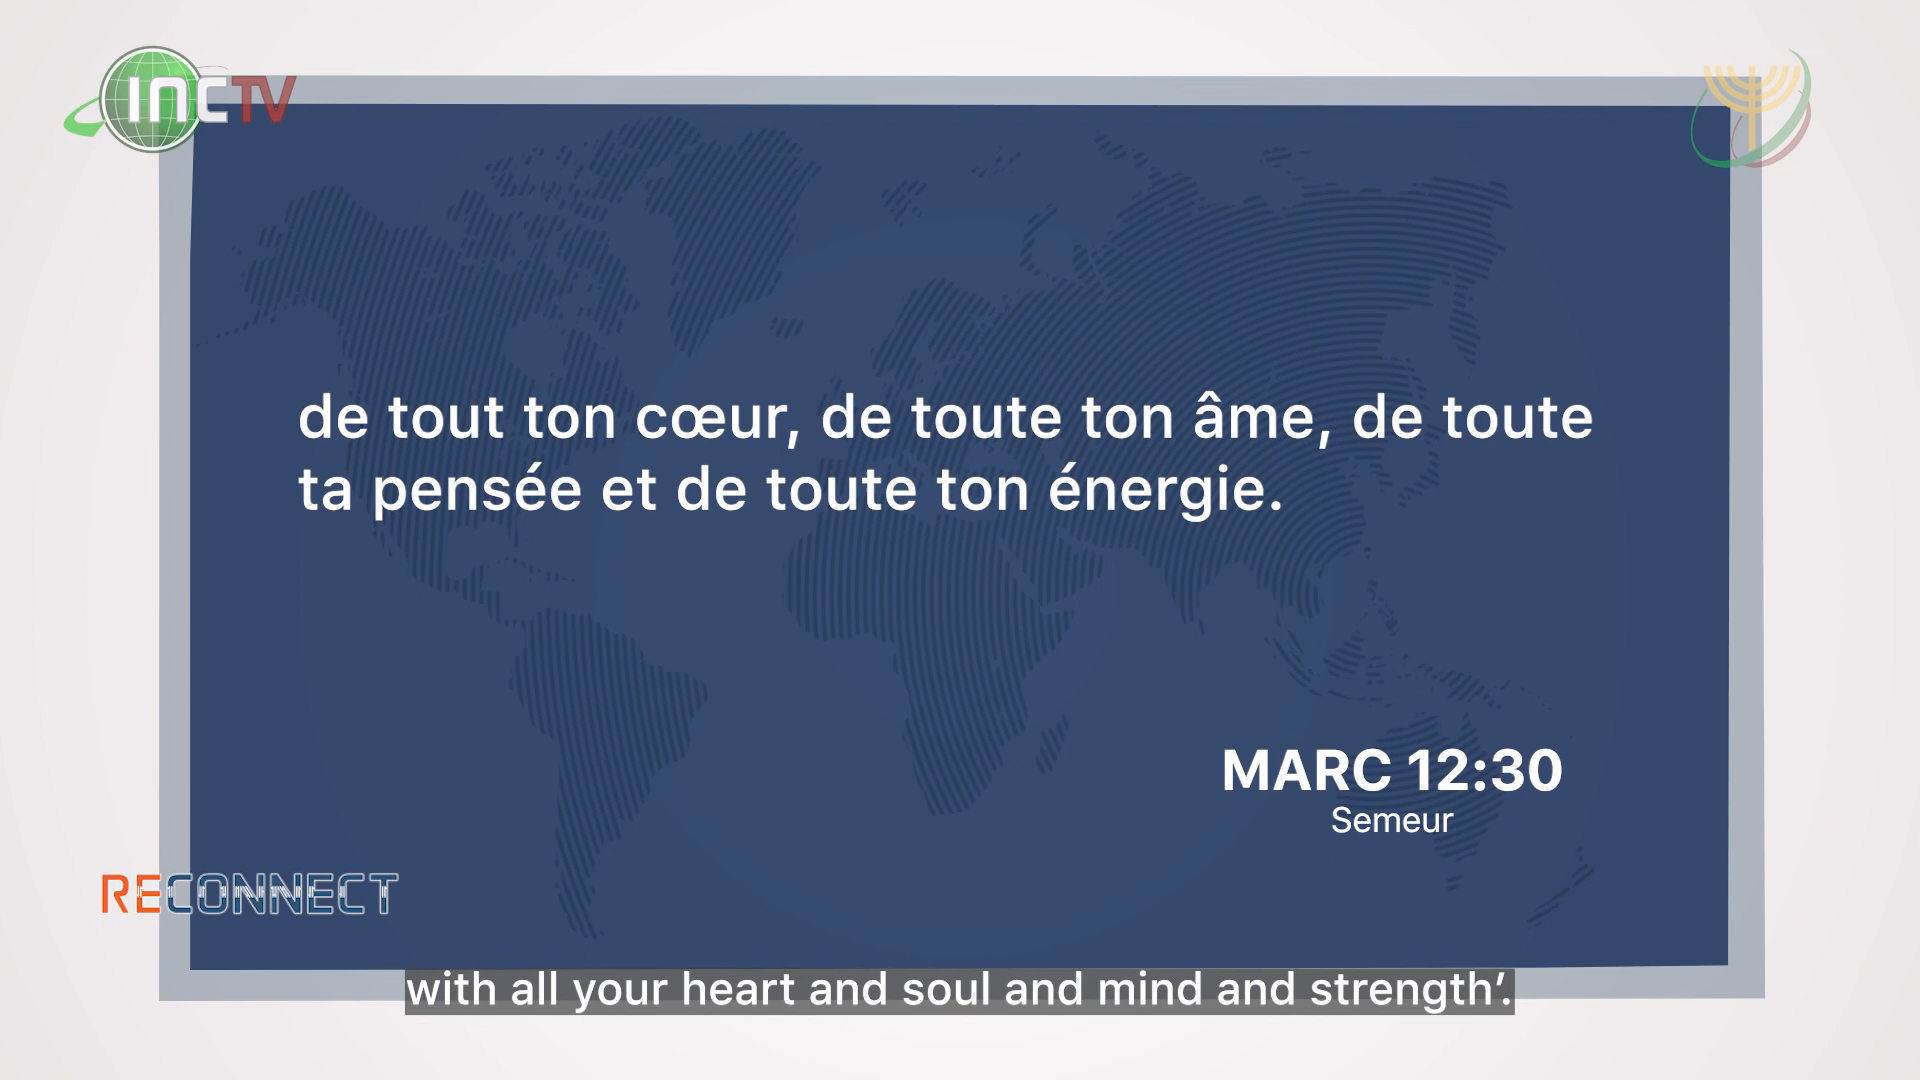 INCTV
de tout ton cœur, de toute ton âme, de toute
ta pensée et de toute ton énergie.
MARC 12:30
Semeur
RECONNECT
with all your heart and soul and mind and strength’.